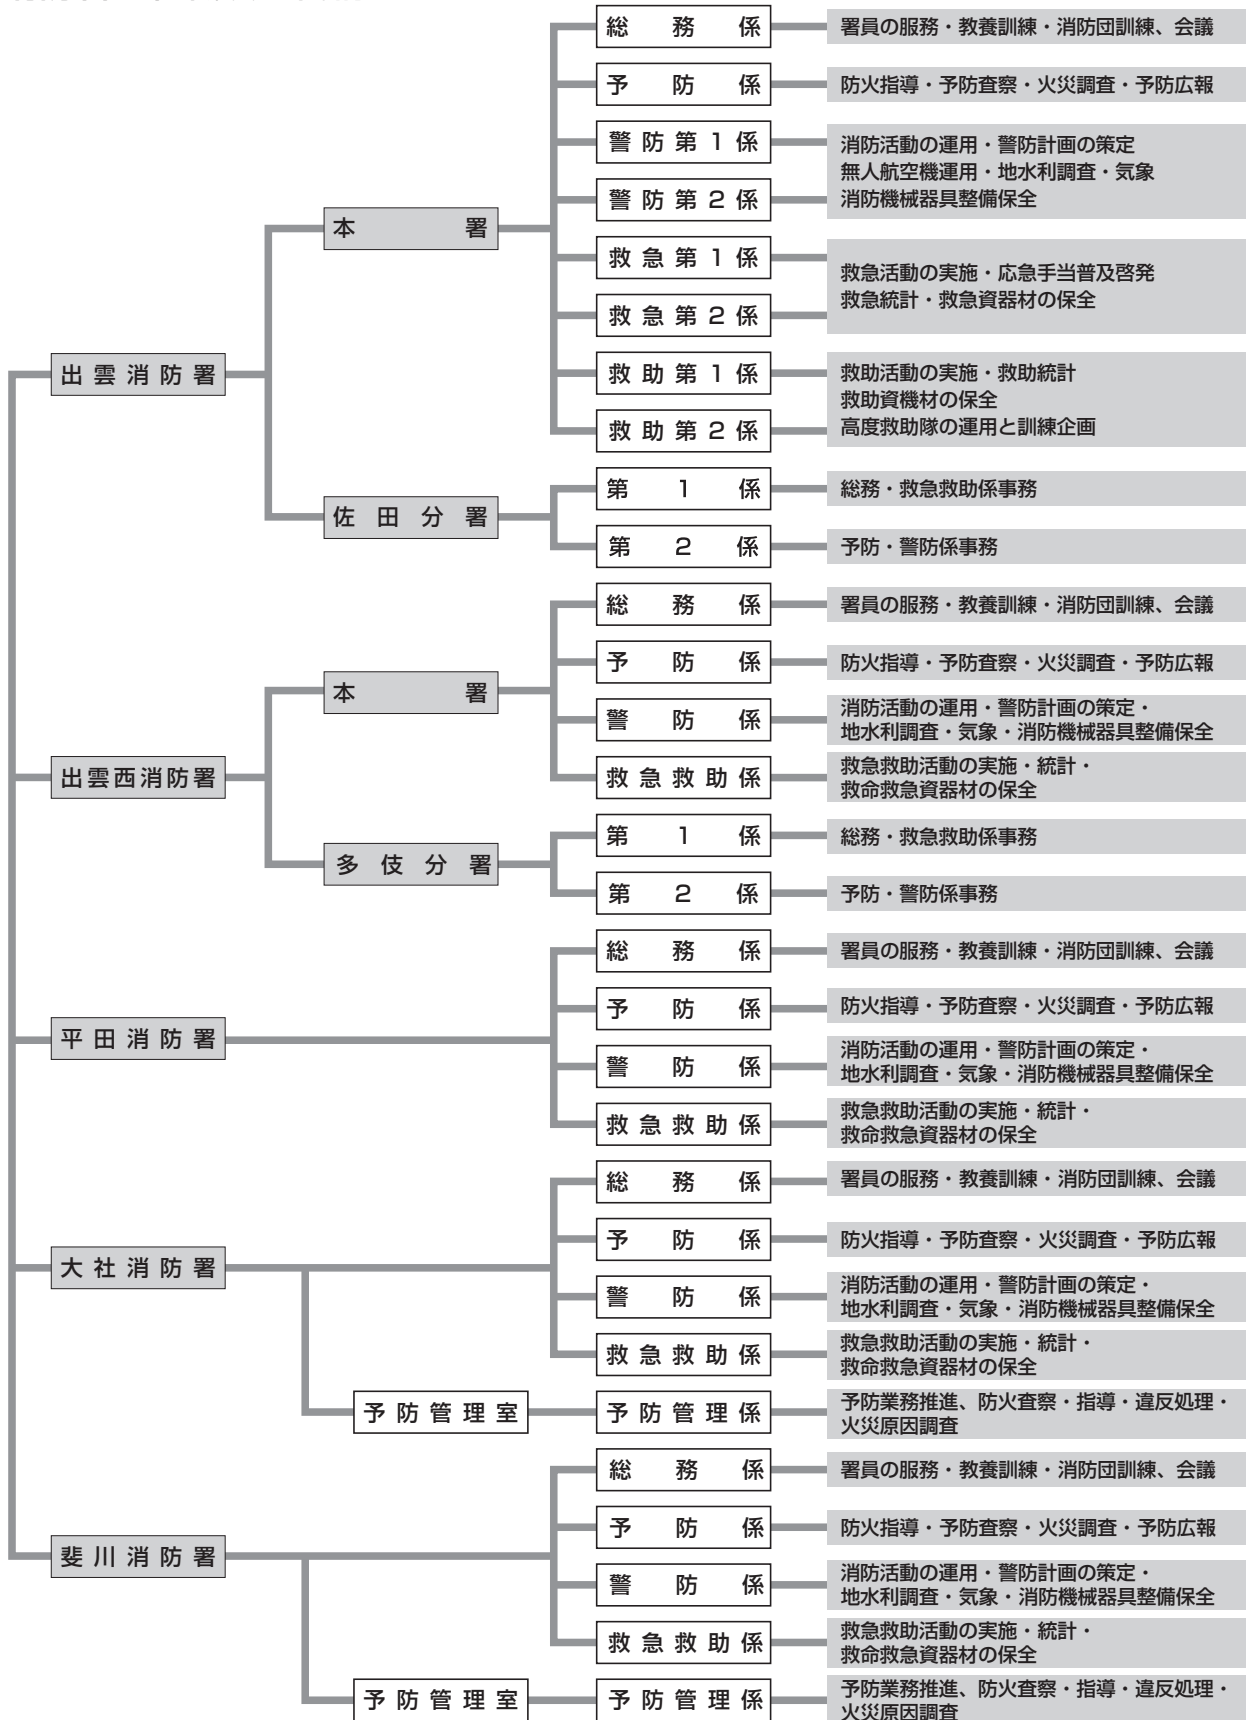 総務係 署員の服務・教養訓練・消防団訓練、会議
予防係 防火指導・予防査察・火災調査・予防広報
警防第1係
警防第2係
消防活動の運用・警防計画の策定
無人航空機運用・地水利調査・気象
消防機械器具整備保全
本署
救急第1係
救急第2係
救急活動の実施・応急手当普及啓発
救急統計・救急資器材の保全
出雲消防署
救助第1係
救助第2係
救助活動の実施・救助統計
救助資機材の保全
高度救助隊の運用と訓練企画
佐田分署
第1係 総務・救急救助係事務
第2係 予防・警防係事務
総務係 署員の服務・教養訓練・消防団訓練、会議
予防係 防火指導・予防査察・火災調査・予防広報
本署
警防係
消防活動の運用・警防計画の策定・
地水利調査・気象・消防機械器具整備保全
出雲西消防署
救急救助係
救急救助活動の実施・統計・
救命救急資器材の保全
多伎分署
第1係 総務・救急救助係事務
第2係 予防・警防係事務
総務係 署員の服務・教養訓練・消防団訓練、会議
予防係 防火指導・予防査察・火災調査・予防広報
平田消防署
警防係
消防活動の運用・警防計画の策定・
地水利調査・気象・消防機械器具整備保全
救急救助係
救急救助活動の実施・統計・
救命救急資器材の保全
総務係 署員の服務・教養訓練・消防団訓練、会議
予防係 防火指導・予防査察・火災調査・予防広報
大社消防署
警防係
消防活動の運用・警防計画の策定・
地水利調査・気象・消防機械器具整備保全
救急救助係
救急救助活動の実施・統計・
救命救急資器材の保全
予防管理室 予防管理係
予防業務推進、防火査察・指導・違反処理・
火災原因調査
総務係 署員の服務・教養訓練・消防団訓練、会議
予防係 防火指導・予防査察・火災調査・予防広報
斐川消防署
警防係
消防活動の運用・警防計画の策定・
地水利調査・気象・消防機械器具整備保全
救急救助係
救急救助活動の実施・統計・
救命救急資器材の保全
予防管理室 予防管理係
予防業務推進、防火査察・指導・違反処理・
火災原因調査